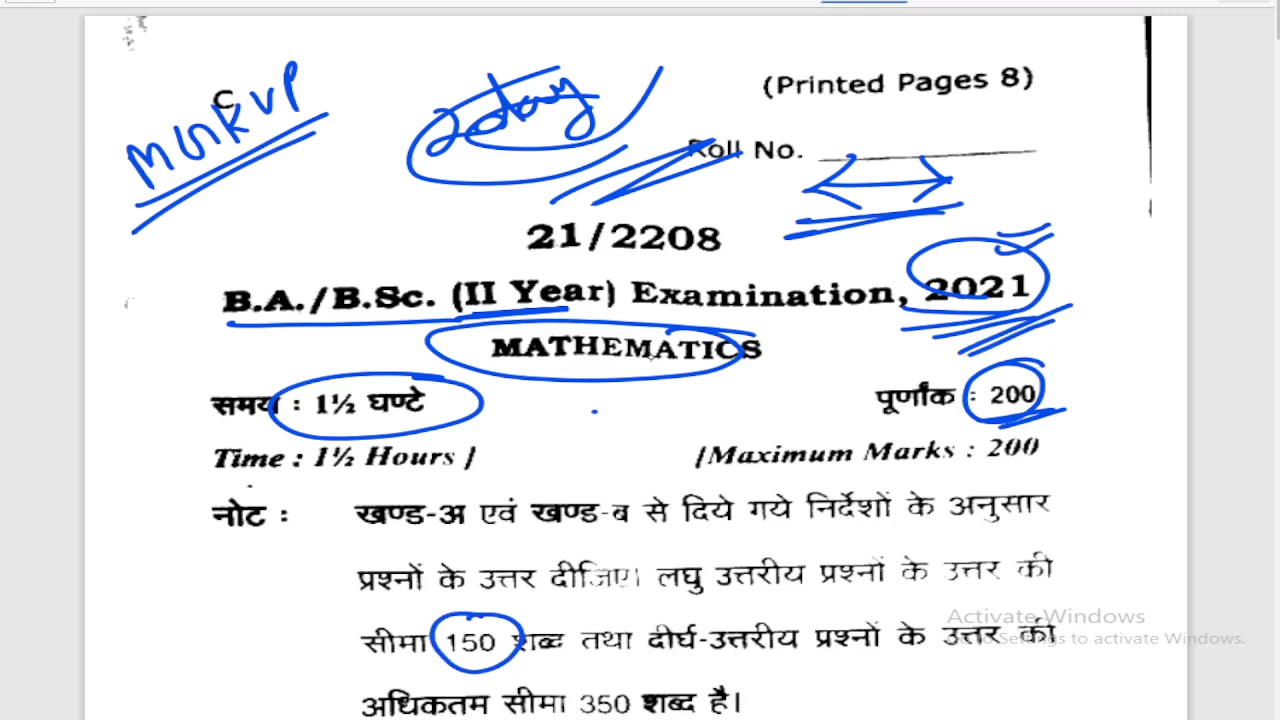 C
(Printed Pages 8)
Roll No.
21/2208
B.A./B.Sc. (II Year) Examination, 2021
MATHEMATICS
समय : 1½ घण्टे
पूर्णांक : 200
Time : 1½ Hours ]
[Maximum Marks : 200
नोट : खण्ड-अ एवं खण्ड-ब से दिये गये निर्देशों के अनुसार
प्रश्नों के उत्तर दीजिए। लघु उत्तरीय प्रश्नों के उत्तर की
सीमा 150 शब्द तथा दीर्घ-उत्तरीय प्रश्नों के उत्तर की
अधिकतम सीमा 350 शब्द है।
Activate Windows
to Settings to activate Windows.